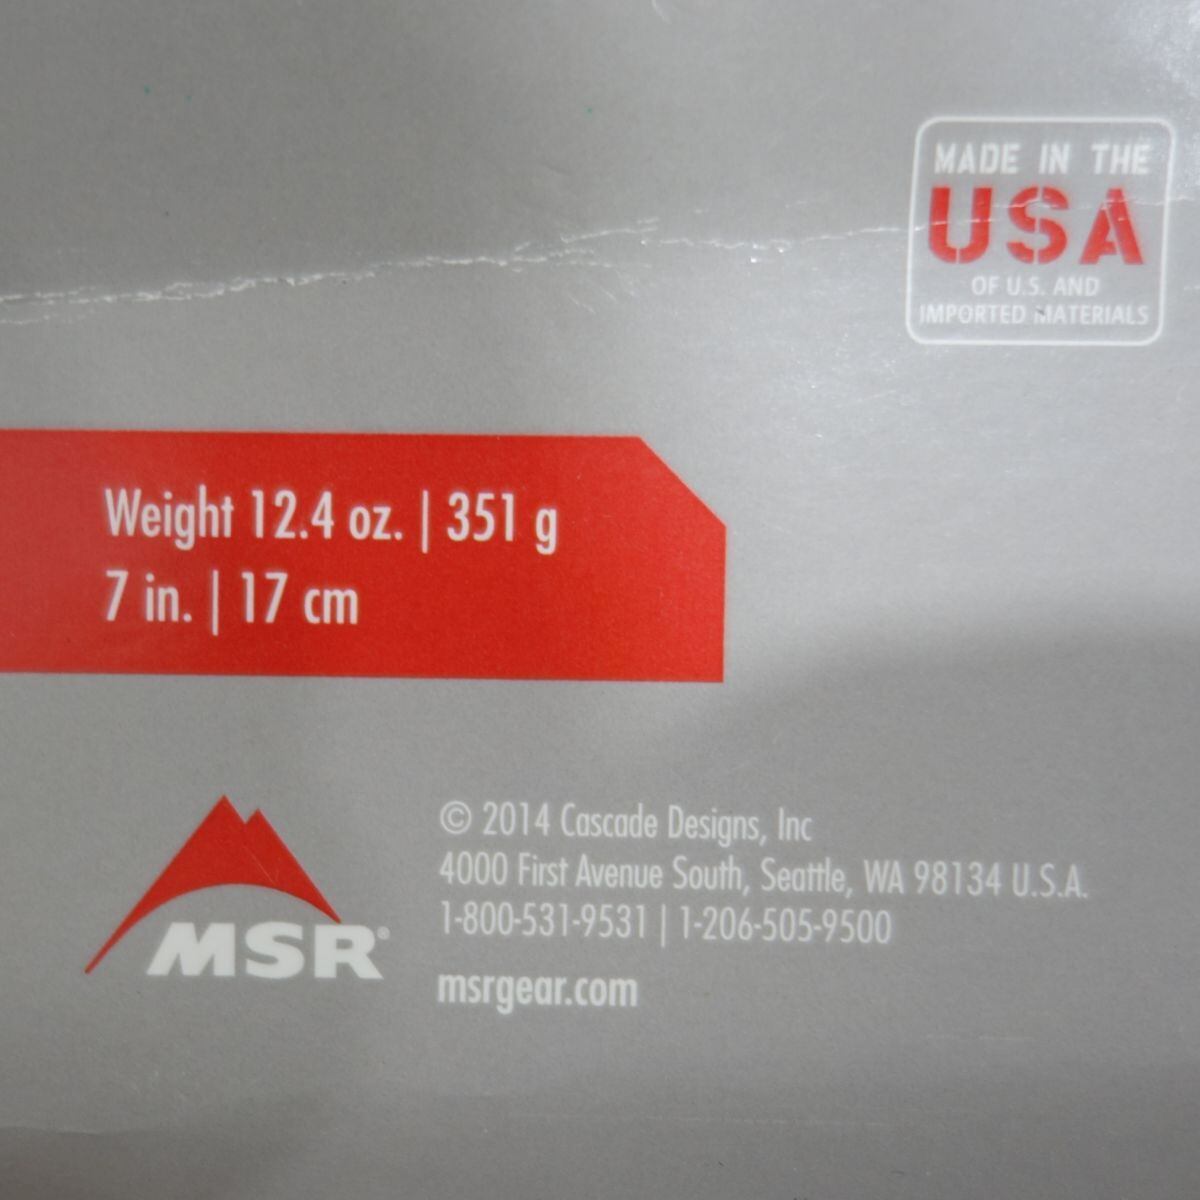 MADE IN THE
USA
OF U.S. AND
IMPORTED MATERIALS
Weight 12.4 oz. | 351 g
7 in. | 17 cm
MSR®
© 2014 Cascade Designs, Inc
4000 First Avenue South, Seattle, WA 98134 U.S.A.
1-800-531-9531 | 1-206-505-9500
msrgear.com